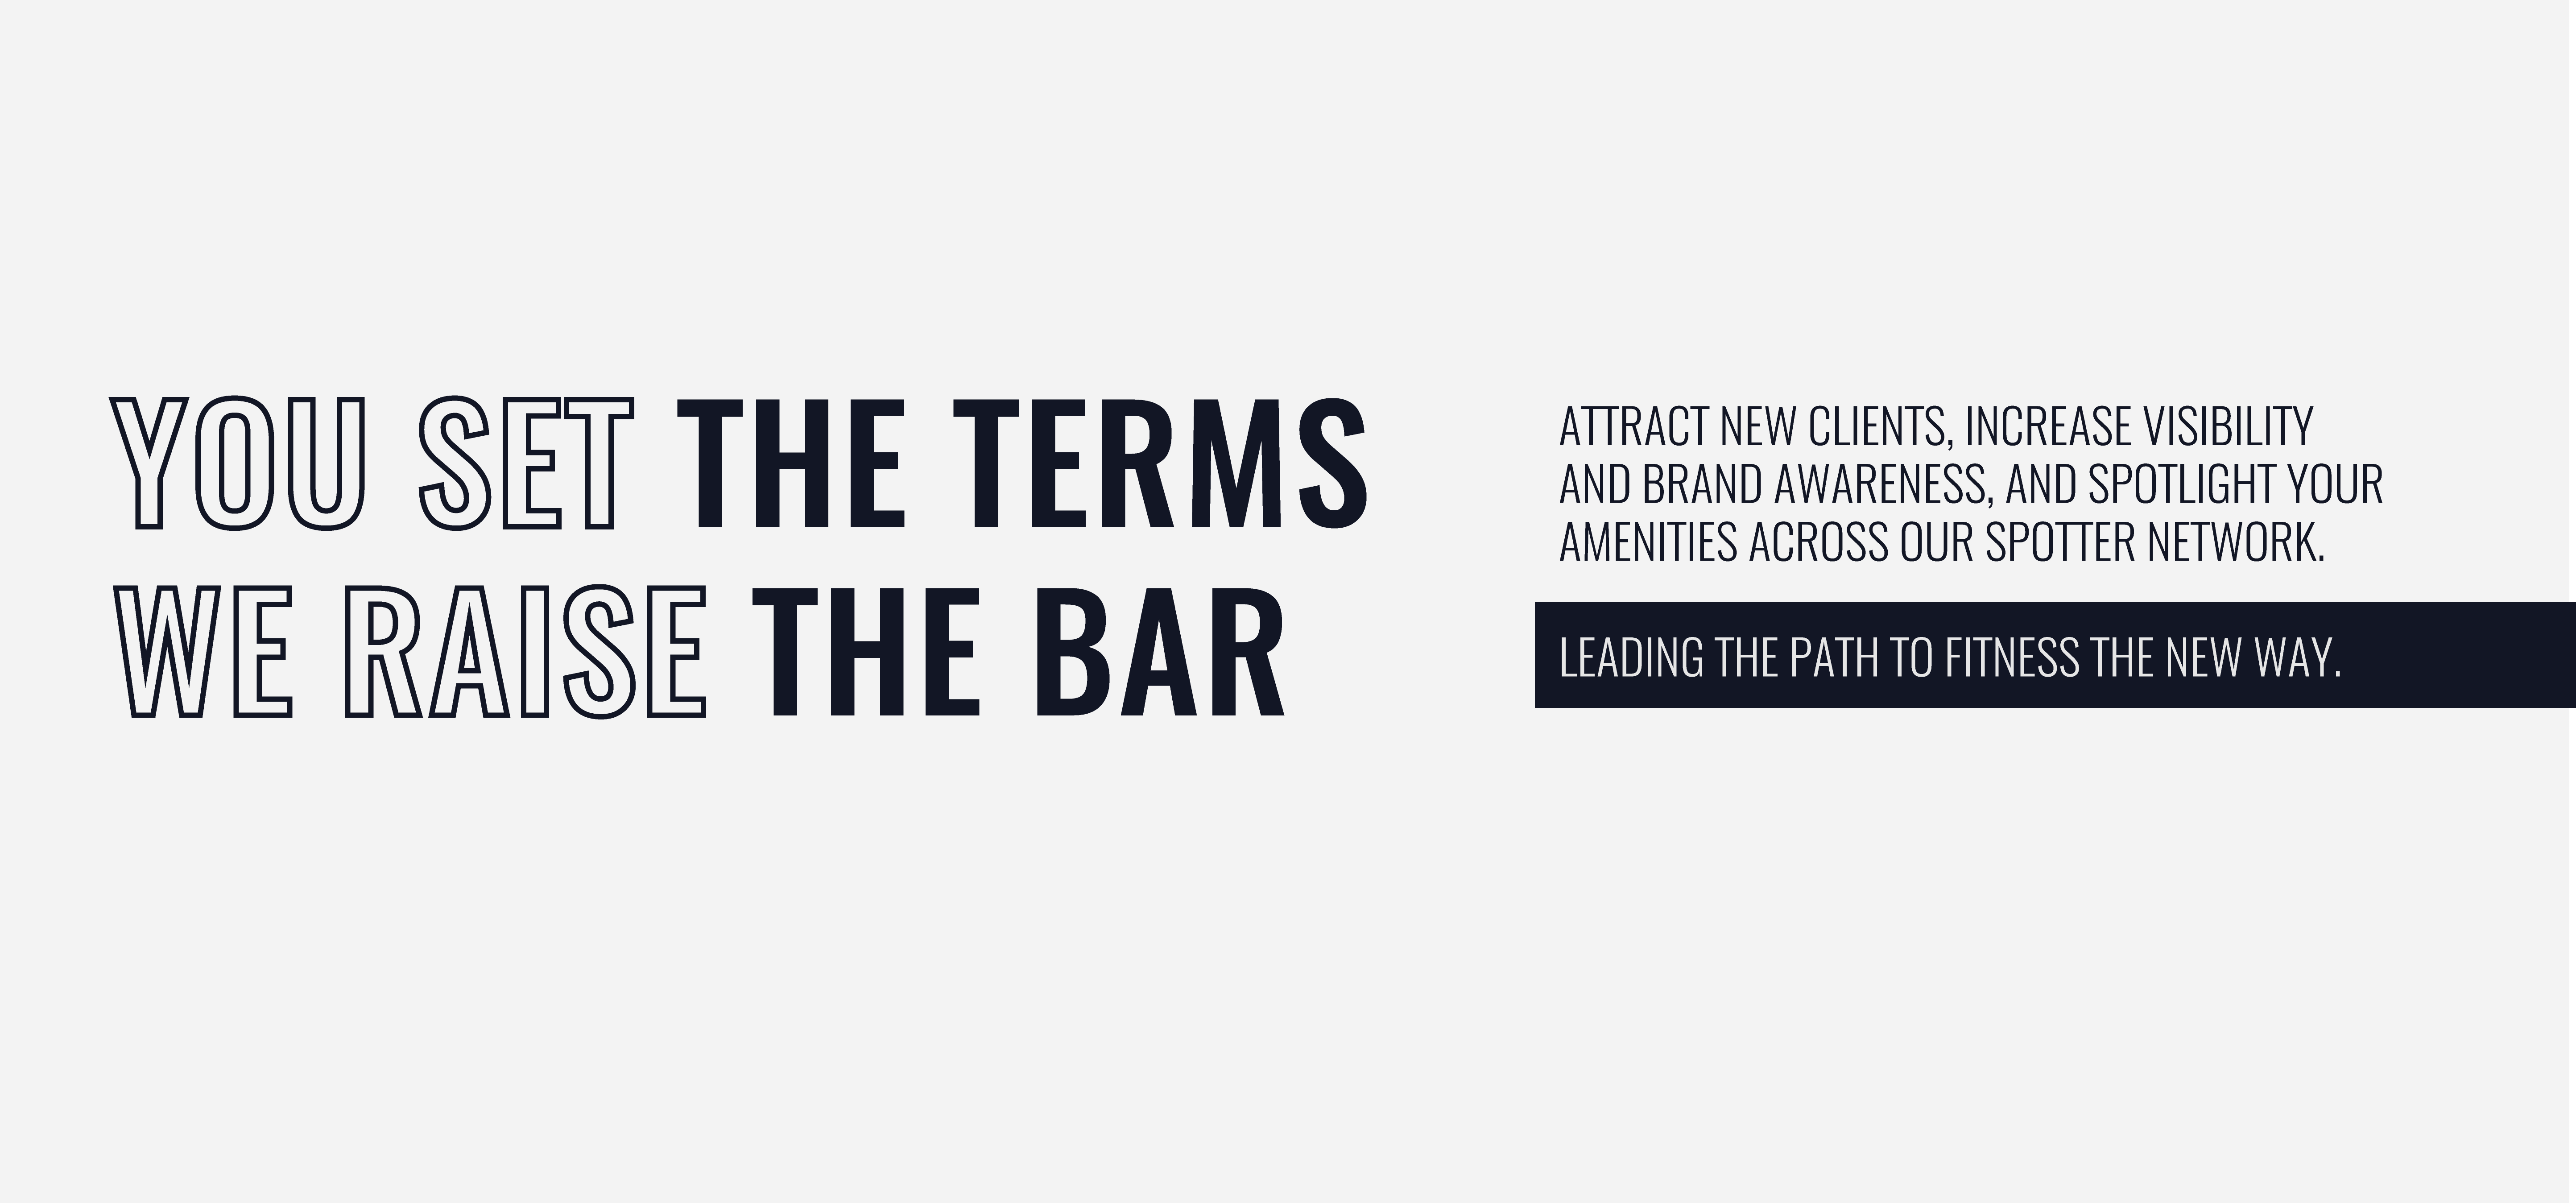 YOU SET THE TERMS
WE RAISE THE BAR
ATTRACT NEW CLIENTS, INCREASE VISIBILITY
AND BRAND AWARENESS, AND SPOTLIGHT YOUR
AMENITIES ACROSS OUR SPOTTER NETWORK.
LEADING THE PATH TO FITNESS THE NEW WAY.